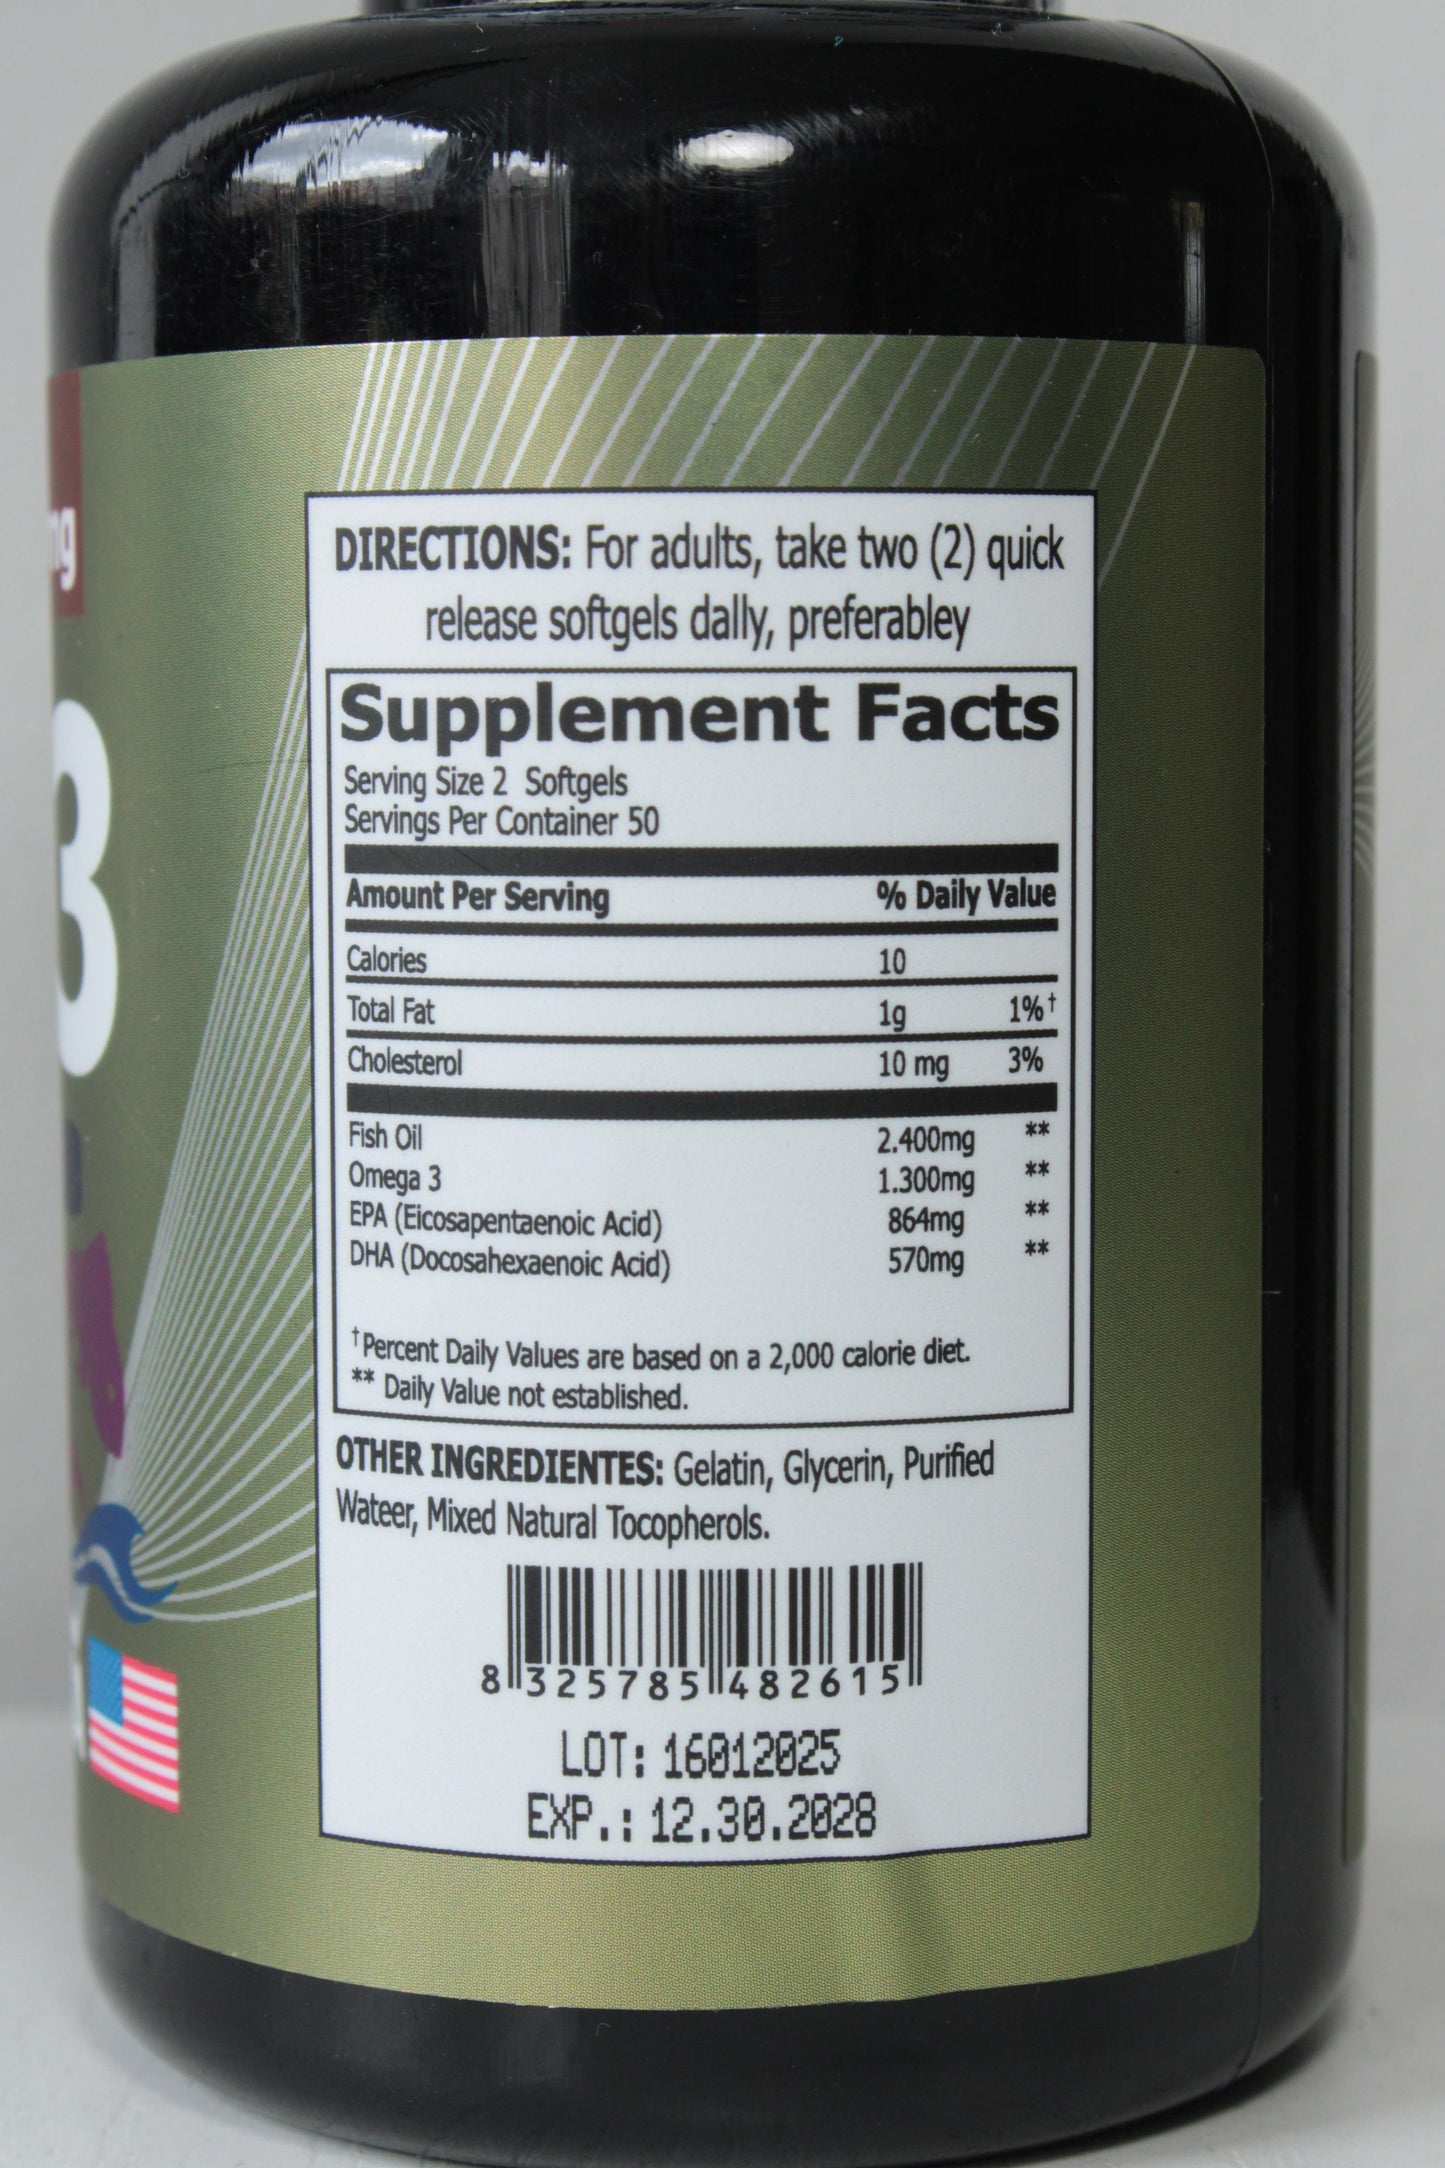 ng
3
DIRECTIONS: For adults, take two (2) quick
release softgels dally, preferabley
Supplement Facts
Serving Size 2 Softgels
Servings Per Container 50
Amount Per Serving % Daily Value
Calories 10
Total Fat 1g 1%†
Cholesterol 10 mg 3%
Fish Oil 2.400mg **
Omega 3 1.300mg **
EPA (Eicosapentaenoic Acid) 864mg **
DHA (Docosahexaenoic Acid) 570mg **
†Percent Daily Values are based on a 2,000 calorie diet.
** Daily Value not established.
OTHER INGREDIENTES: Gelatin, Glycerin, Purified
Wateer, Mixed Natural Tocopherols.
8 325785 482615
LOT: 16012025
EXP.: 12.30.2028